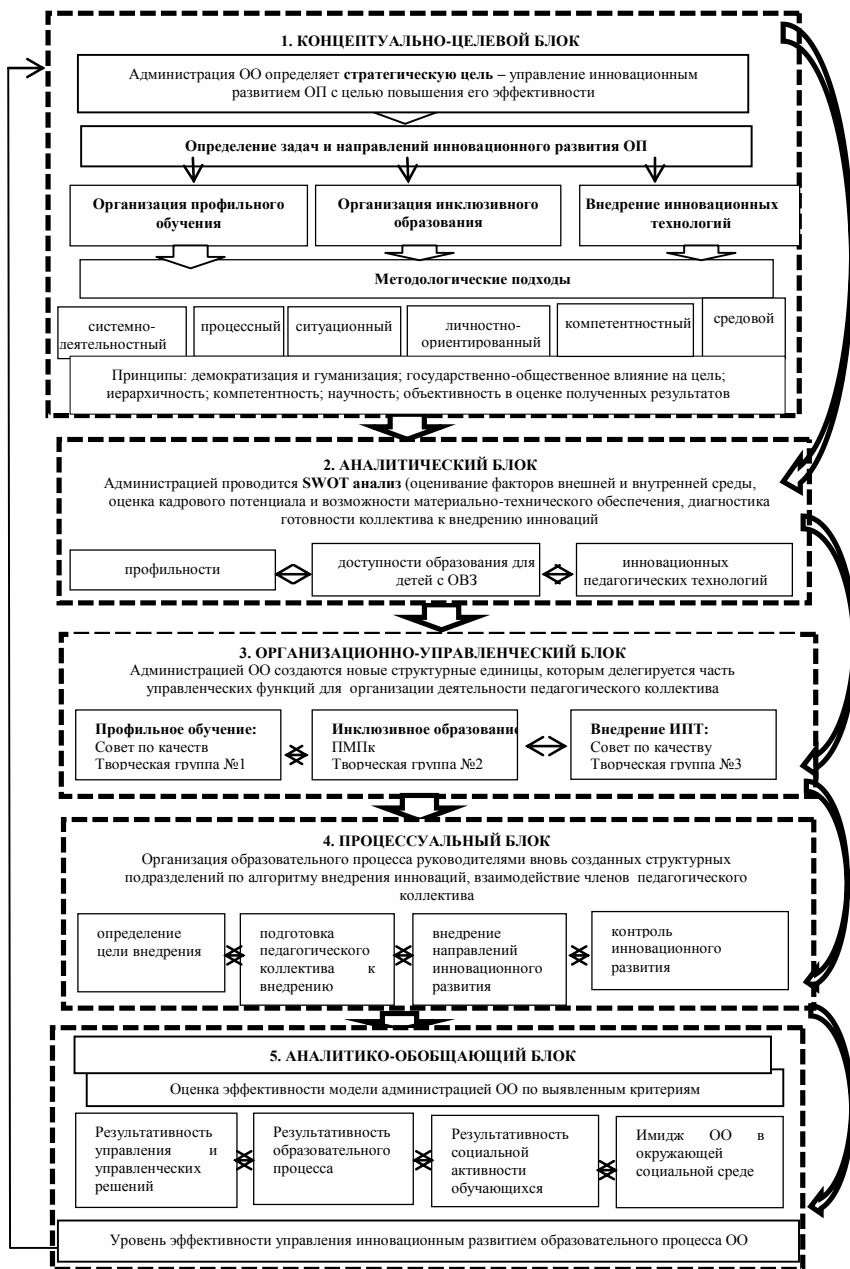 1. КОНЦЕПТУАЛЬНО-ЦЕЛЕВОЙ БЛОК
Администрация ОО определяет стратегическую цель – управление инновационным
развитием ОП с целью повышения его эффективности
Определение задач и направлений инновационного развития ОП
Организация профильного
обучения
Организация инклюзивного
образования
Внедрение инновационных
технологий
Методологические подходы
системно-
деятельностный
процессный
ситуационный
личностно-
ориентированный
компетентностный
средовой
Принципы: демократизация и гуманизация; государственно-общественное влияние на цель;
иерархичность; компетентность; научность; объективность в оценке полученных результатов
2. АНАЛИТИЧЕСКИЙ БЛОК
Администрацией проводится SWOT анализ (оценивание факторов внешней и внутренней среды,
оценка кадрового потенциала и возможности материально-технического обеспечения, диагностика
готовности коллектива к внедрению инноваций
профильности
доступности образования для
детей с ОВЗ
инновационных
педагогических технологий
3. ОРГАНИЗАЦИОННО-УПРАВЛЕНЧЕСКИЙ БЛОК
Администрацией ОО создаются новые структурные единицы, которым делегируется часть
управленческих функций для организации деятельности педагогического коллектива
Профильное обучение:
Совет по качеств
Творческая группа №1
Инклюзивное образование
ПМПк
Творческая группа №2
Внедрение ИПТ:
Совет по качеству
Творческая группа №3
4. ПРОЦЕССУАЛЬНЫЙ БЛОК
Организация образовательного процесса руководителями вновь созданных структурных
подразделений по алгоритму внедрения инноваций, взаимодействие членов педагогического
коллектива
определение
цели внедрения
подготовка
педагогического
коллектива к
внедрению
внедрение
направлений
инновационного
развития
контроль
инновационного
развития
5. АНАЛИТИКО-ОБОБЩАЮЩИЙ БЛОК
Оценка эффективности модели администрацией ОО по выявленным критериям
Результативность
управления и
управленческих
решений
Результативность
образовательного
процесса
Результативность
социальной
активности
обучающихся
Имидж ОО в
окружающей
социальной среде
Уровень эффективности управления инновационным развитием образовательного процесса ОО